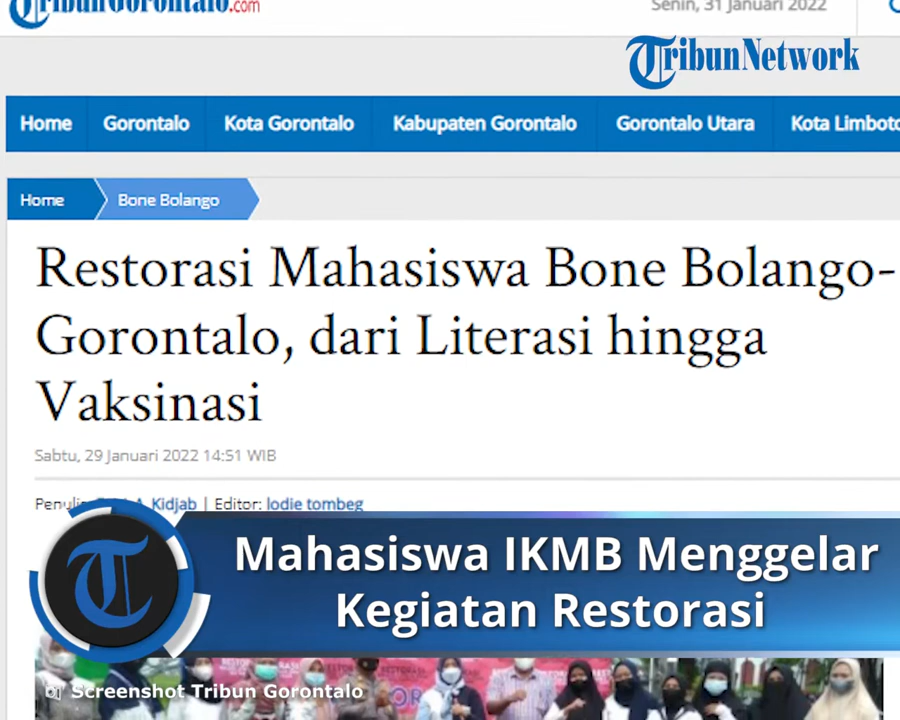 TribunGorontalo.com
Senin, 31 Januari 2022
TribunNetwork
Home Gorontalo Kota Gorontalo Kabupaten Gorontalo Gorontalo Utara Kota Limboto
Home Bone Bolango
Restorasi Mahasiswa Bone Bolango-
Gorontalo, dari Literasi hingga
Vaksinasi
Sabtu, 29 Januari 2022 14:51 WIB
Penulis A. Kidjab | Editor: lodie tombeg
Mahasiswa IKMB Menggelar
Kegiatan Restorasi
Screenshot Tribun Gorontalo